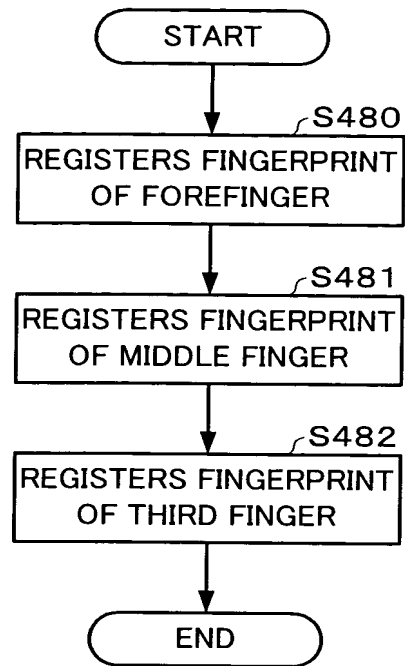 START
S480
REGISTERS FINGERPRINT
OF FOREFINGER
S481
REGISTERS FINGERPRINT
OF MIDDLE FINGER
S482
REGISTERS FINGERPRINT
OF THIRD FINGER
END